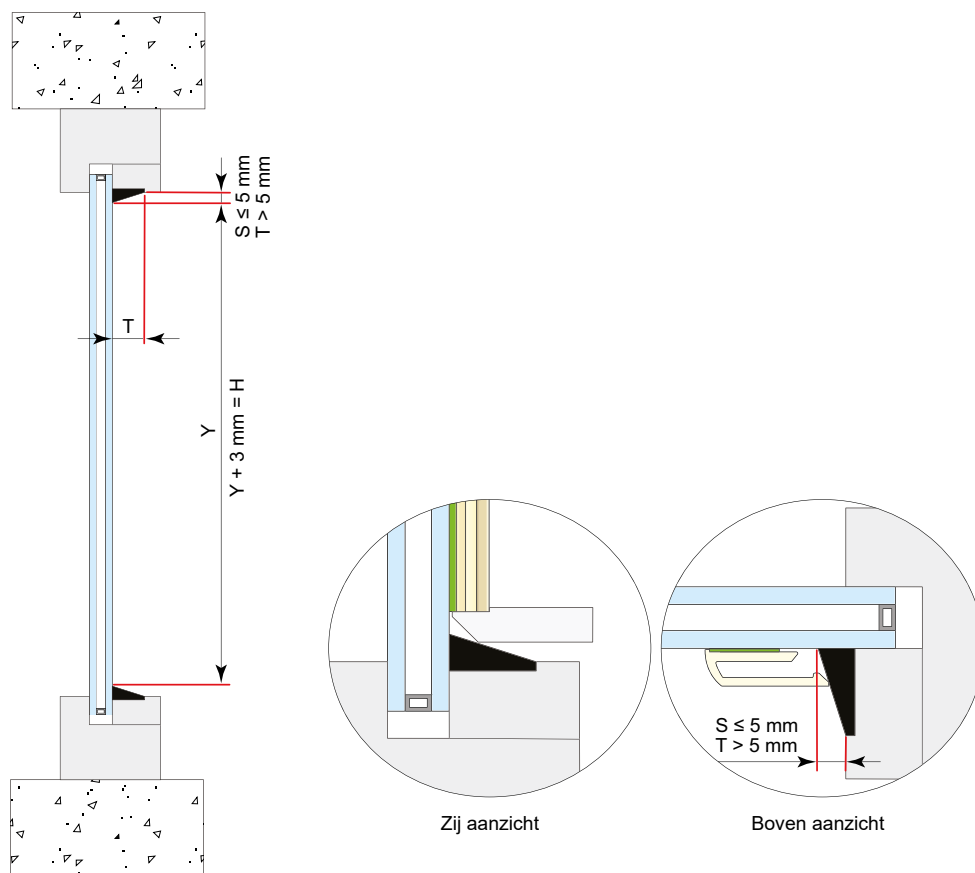 S ≤ 5 mm
T > 5 mm
T
Y
Y + 3 mm = H
S ≤ 5 mm
T > 5 mm
Zij aanzicht
Boven aanzicht